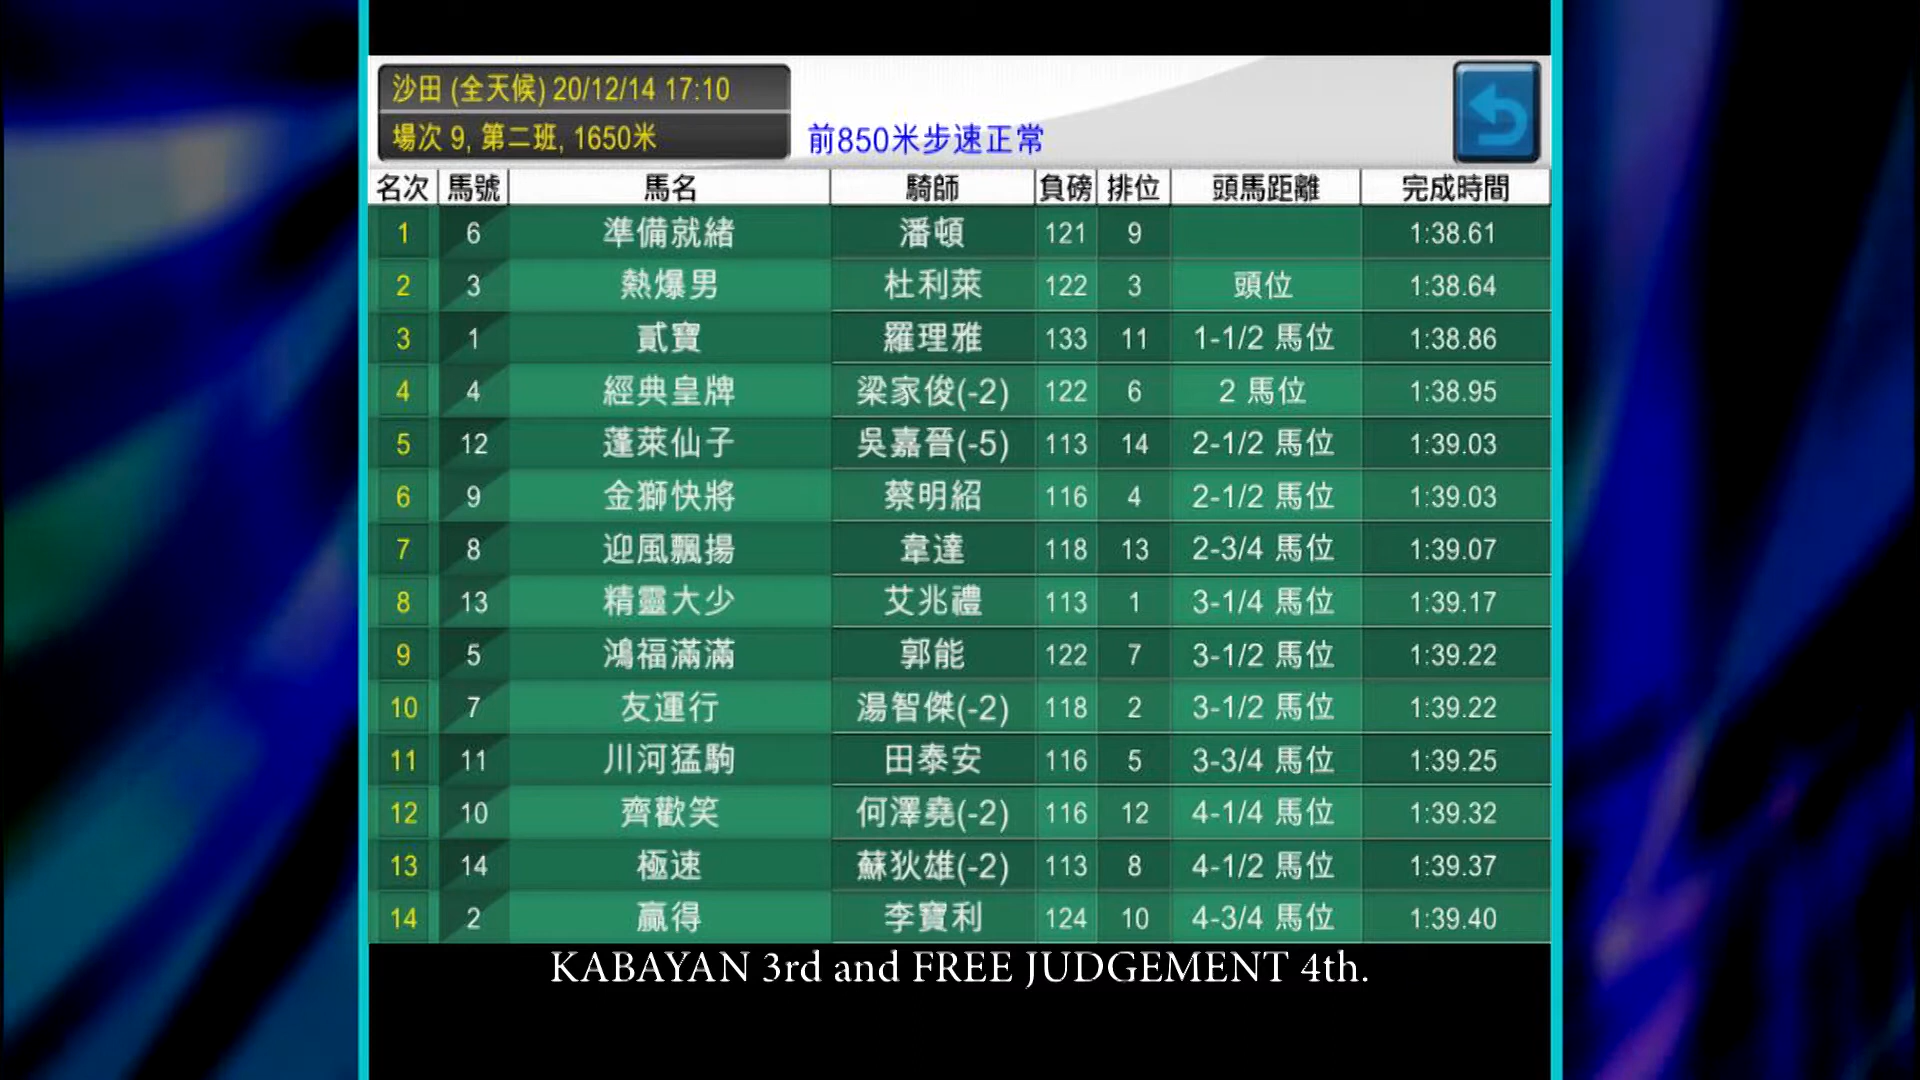 沙田 (全天候) 20/12/14 17:10
場次 9, 第二班, 1650米
前850米步速正常
名次 馬號 馬名 騎師 負磅 排位 頭馬距離 完成時間
1 6 準備就緒 潘頓 121 9 1:38.61
2 3 熱爆男 杜利萊 122 3 頭位 1:38.64
3 1 貳寶 羅理雅 133 11 1-1/2 馬位 1:38.86
4 4 經典皇牌 梁家俊(-2) 122 6 2 馬位 1:38.95
5 12 蓬萊仙子 吳嘉晉(-5) 113 14 2-1/2 馬位 1:39.03
6 9 金獅快將 蔡明紹 116 4 2-1/2 馬位 1:39.03
7 8 迎風飄揚 韋達 118 13 2-3/4 馬位 1:39.07
8 13 精靈大少 艾兆禮 113 1 3-1/4 馬位 1:39.17
9 5 鴻福滿滿 郭能 122 7 3-1/2 馬位 1:39.22
10 7 友運行 湯智傑(-2) 118 2 3-1/2 馬位 1:39.22
11 11 川河猛駒 田泰安 116 5 3-3/4 馬位 1:39.25
12 10 齊歡笑 何澤堯(-2) 116 12 4-1/4 馬位 1:39.32
13 14 極速 蘇狄雄(-2) 113 8 4-1/2 馬位 1:39.37
14 2 贏得 李寶利 124 10 4-3/4 馬位 1:39.40
KABAYAN 3rd and FREE JUDGEMENT 4th.